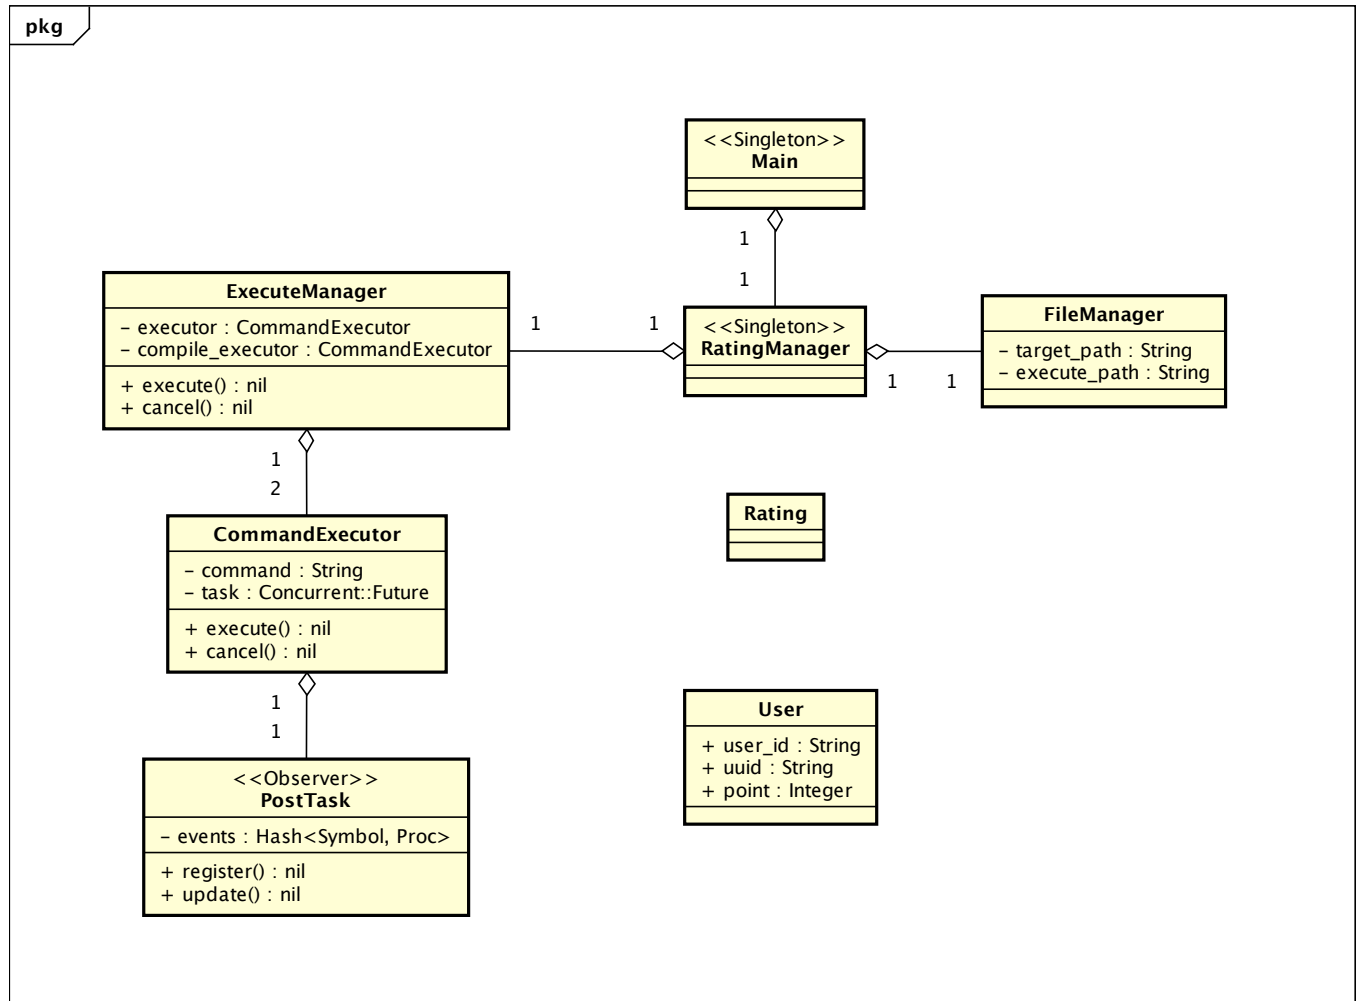 pkg
<<Singleton>>
Main
1
1
ExecuteManager
– executor : CommandExecutor
– compile_executor : CommandExecutor
+ execute() : nil
+ cancel() : nil
1
1
<<Singleton>>
RatingManager
1
1
FileManager
– target_path : String
– execute_path : String
1
2
CommandExecutor
– command : String
– task : Concurrent::Future
+ execute() : nil
+ cancel() : nil
Rating
1
1
<<Observer>>
PostTask
– events : Hash<Symbol, Proc>
+ register() : nil
+ update() : nil
User
+ user_id : String
+ uuid : String
+ point : Integer